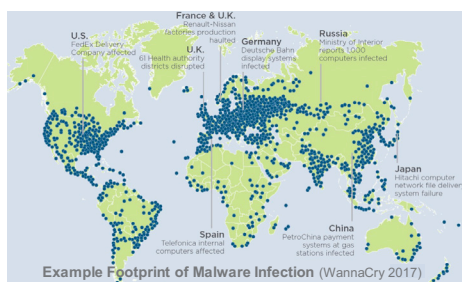 France & U.K.
Renault-Nissan
factories production
haulted
U.S.
FedEx Delivery
Company affected
U.K.
61 Health authority
districts disrupted
Germany
Deutsche Bahn
display systems
infected
Russia
Ministry of Interior
reports 1,000
computers infected
Japan
Hitachi computer
network file delivery
system failure
Spain
Telefonica internal
computers affected
China
PetroChina payment
systems at gas
stations infected
Example Footprint of Malware Infection (WannaCry 2017)